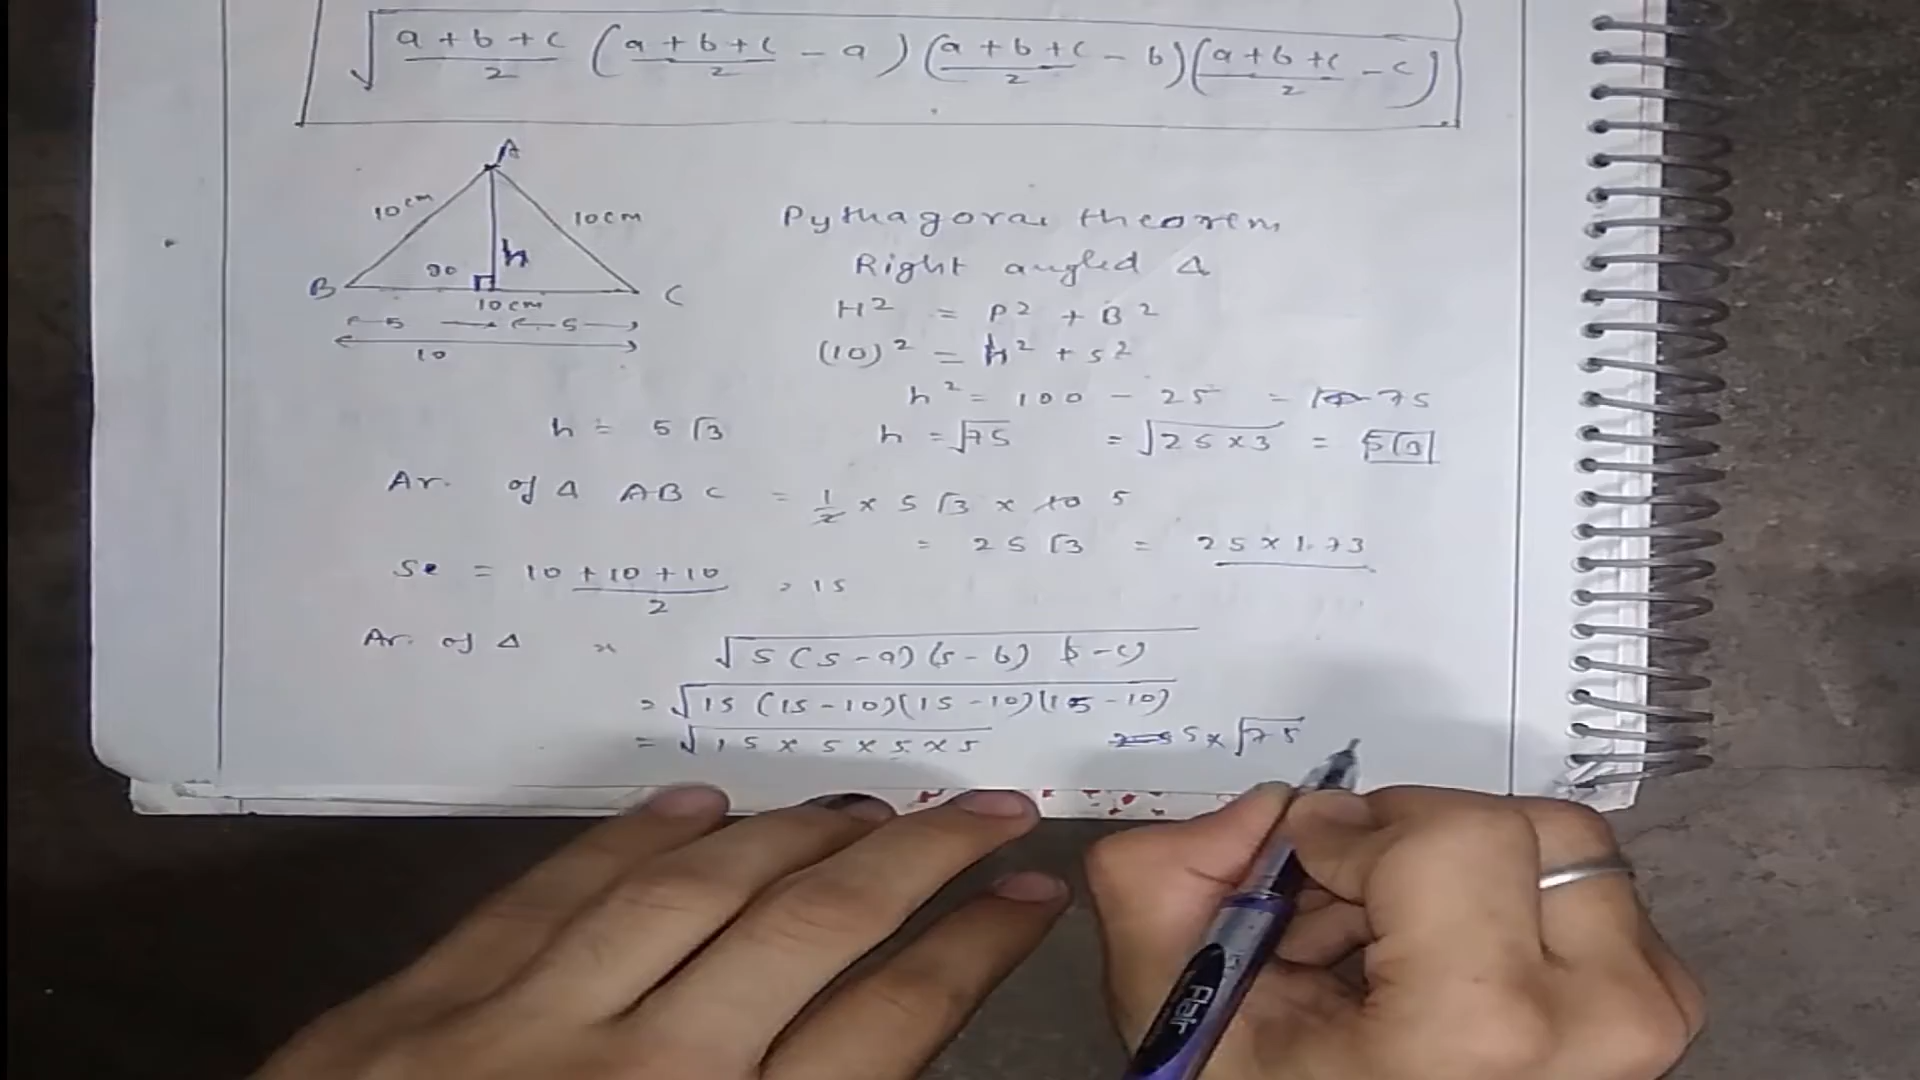 √ a+b+c/2 (a+b+c/2 - a) (a+b+c/2 - b) (a+b+c/2 - c)
A
10cm 10cm
h
90
B 10cm C
5 5
10
Pythagoras theorem
Right angled Δ
H² = P² + B²
(10)² = h² + 5²
h² = 100 - 25 = 75
h = 5√3 h = √75 = √25×3 = 5√3
Ar. of Δ ABC = 1/2 × 5√3 × 10 5
= 25√3 = 25×1.73
Se = 10+10+10/2 = 15
Ar. of Δ = √s(s-a)(s-b)(s-c)
= √15(15-10)(15-10)(15-10)
= √15×5×5×5 5×√75
Flair